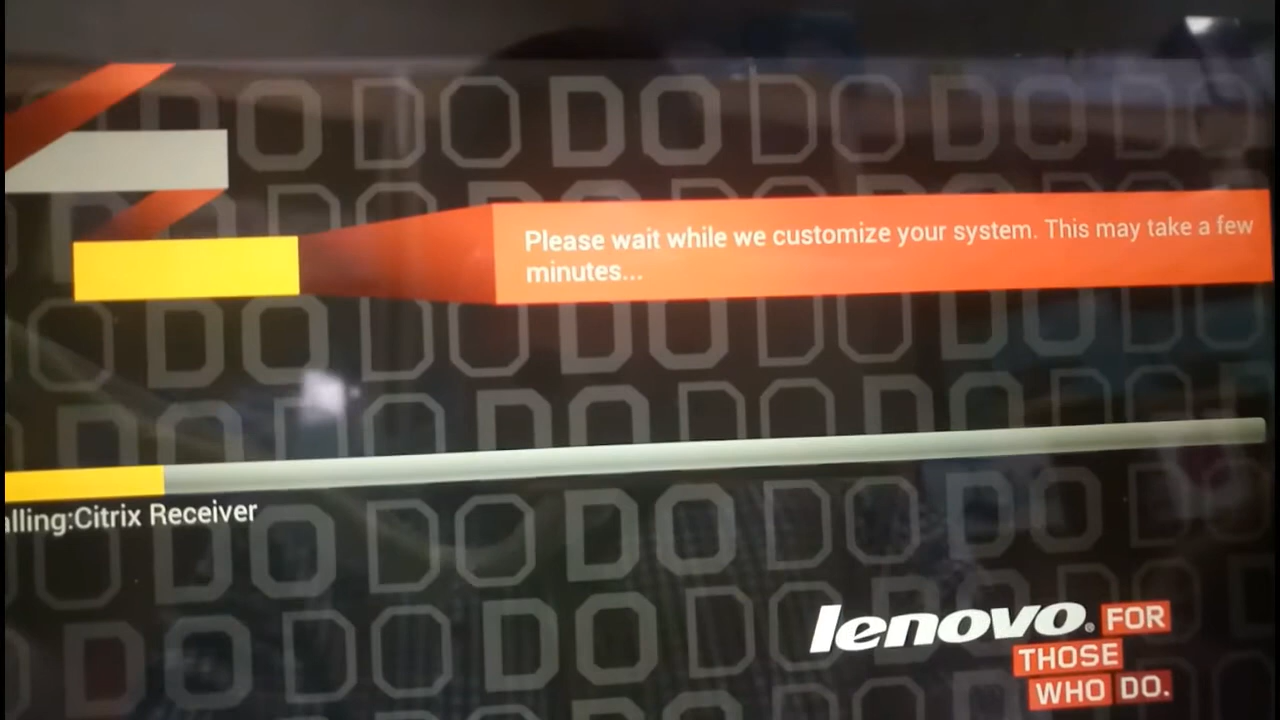 Please wait while we customize your system. This may take a few
minutes...
alling:Citrix Receiver
lenovo® FOR
THOSE
WHO DO.